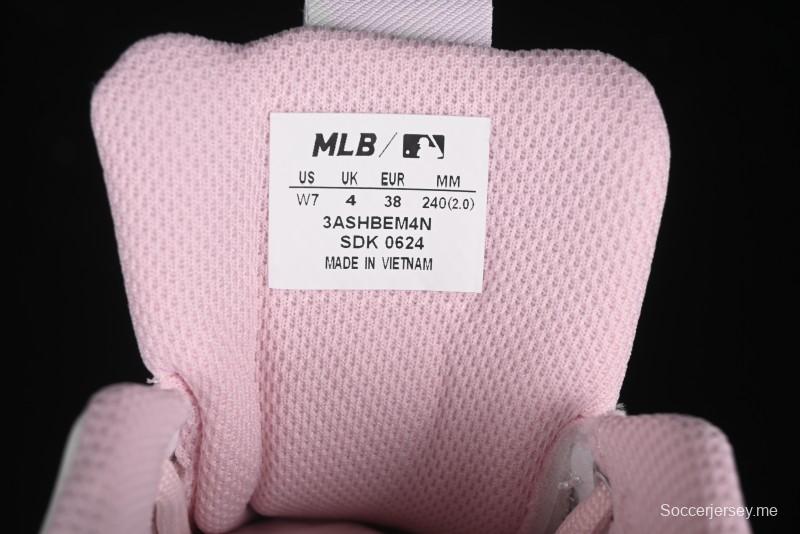 MLB/
US UK EUR MM
W7 4 38 240(2.0)
3ASHBEM4N
SDK 0624
MADE IN VIETNAM
Soccerjersey.me